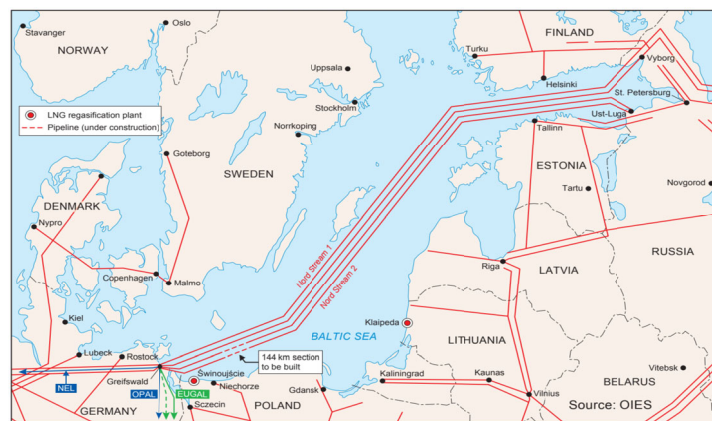 Stavanger
Oslo
NORWAY
FINLAND
Turku
Vyborg
Uppsala
Helsinki
St. Petersburg
Stockholm
LNG regasification plant
Ust-Luga
Pipeline (under construction)
Norrkoping
Tallinn
Goteborg
ESTONIA
SWEDEN
Tartu
Novgorod
DENMARK
Nypro
Nord Stream 1
RUSSIA
Riga
Copenhagen
Malmo
Nord Stream 2
LATVIA
Klaipeda
Kiel
BALTIC SEA
LITHUANIA
Lubeck
Rostock
144 km section
to be built
Świnoujście
Kaliningrad
Kaunas
Vitebsk
Greifswald
Niechorze
BELARUS
NEL
OPAL
EUGAL
Gdansk
Vilnius
Sczecin
GERMANY
POLAND
Source: OIES